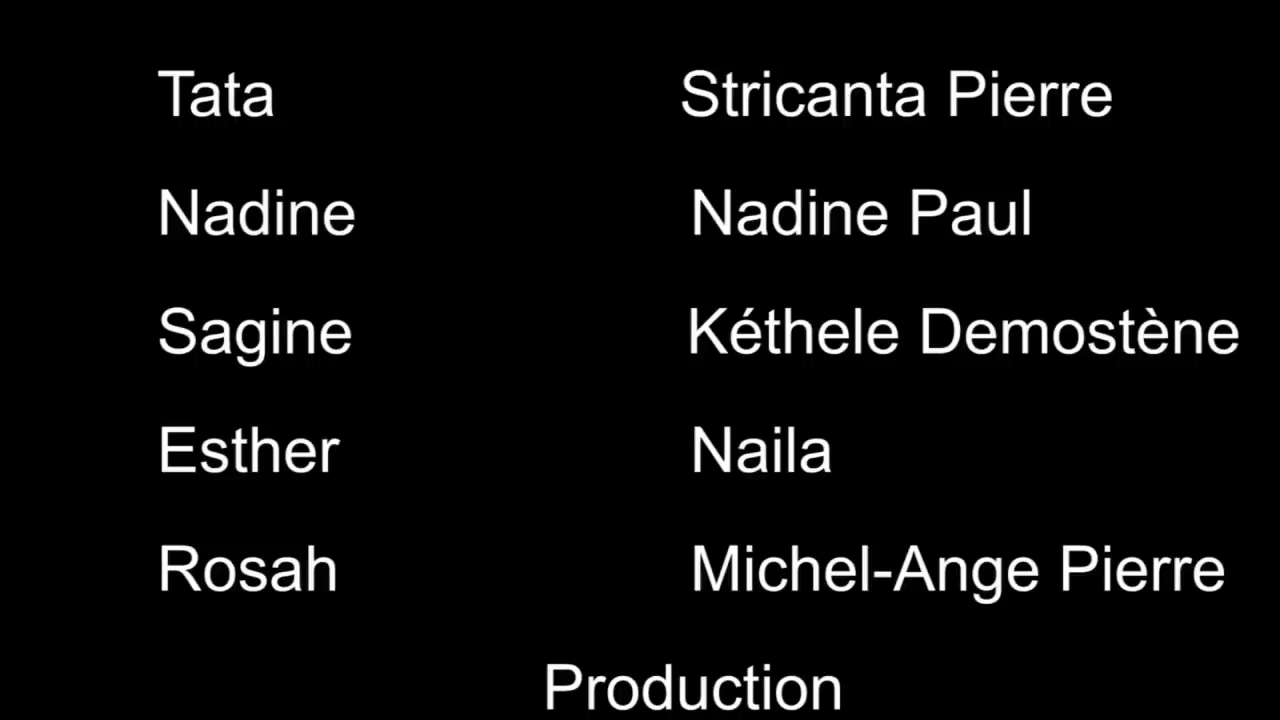 Tata Stricanta Pierre
Nadine Nadine Paul
Sagine Kéthele Demostène
Esther Naila
Rosah Michel-Ange Pierre
Production